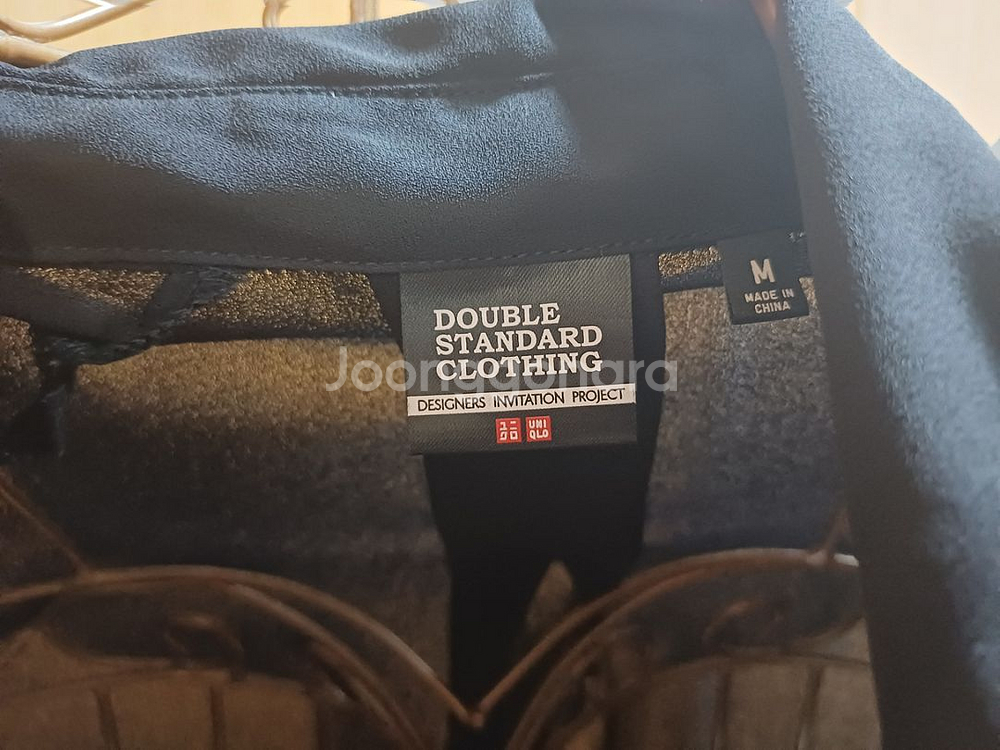 DOUBLE
STANDARD
CLOTHING
DESIGNERS INVITATION PROJECT
ユニ
クロ
UNI
QLO
M
MADE IN
CHINA
Joonggonara